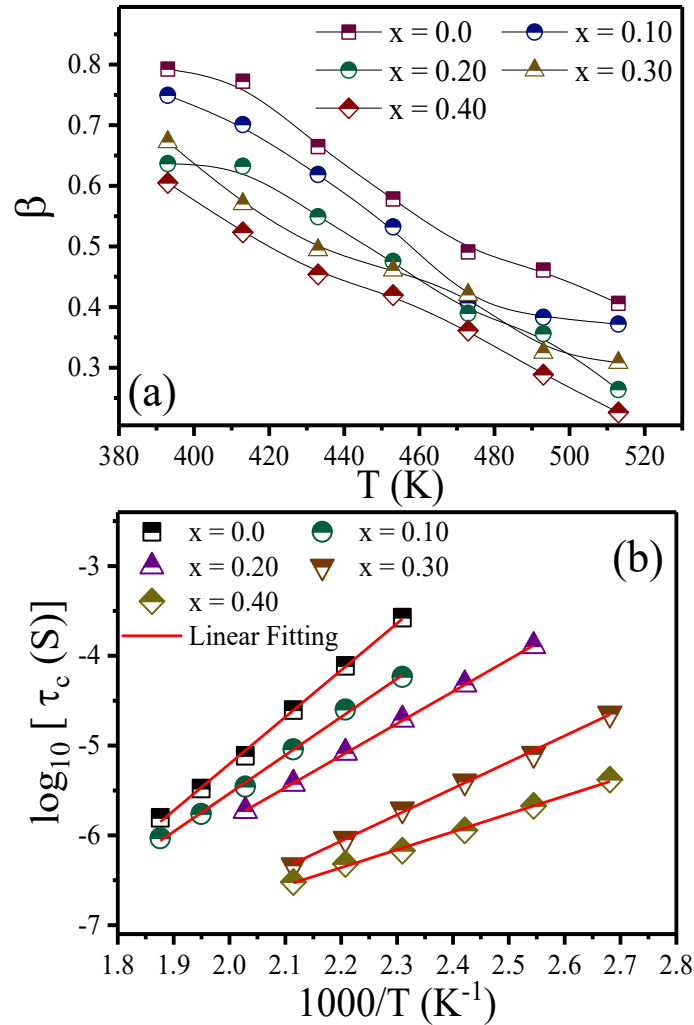 x = 0.0 x = 0.10
x = 0.20 x = 0.30
x = 0.40
0.8
0.7
0.6
0.5
0.4
0.3
β
(a)
380 400 420 440 460 480 500 520
T (K)
x = 0.0 x = 0.10
x = 0.20 x = 0.30
x = 0.40
Linear Fitting
(b)
-3
-4
-5
-6
-7
log₁₀ [ τ_c (S)]
1.8 1.9 2.0 2.1 2.2 2.3 2.4 2.5 2.6 2.7 2.8
1000/T (K⁻¹)